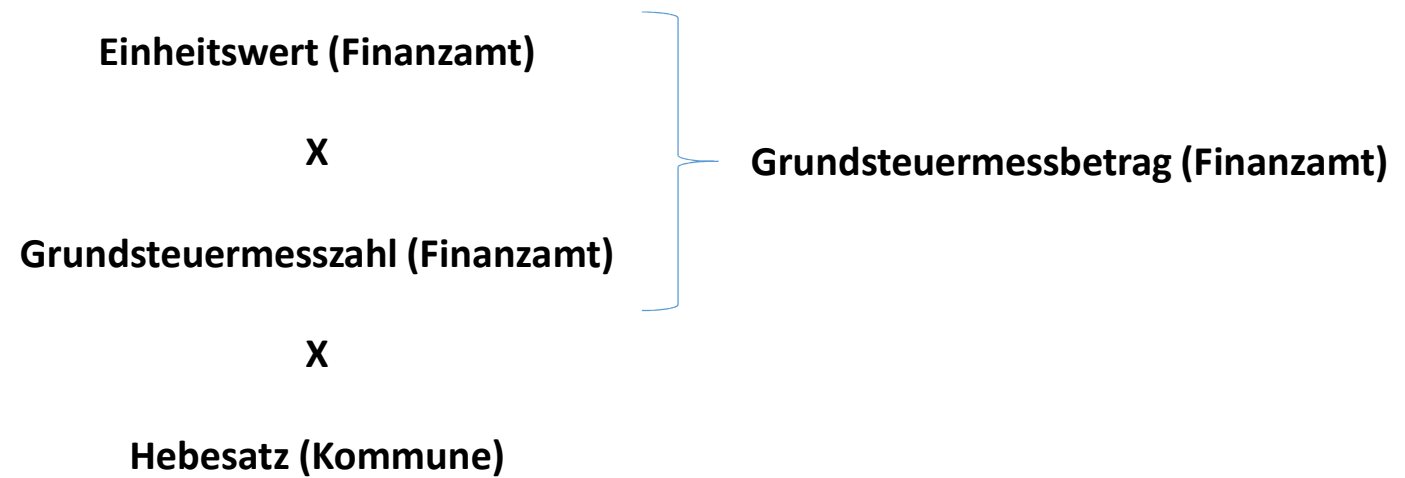 Einheitswert (Finanzamt)
X
Grundsteuermessbetrag (Finanzamt)
Grundsteuermesszahl (Finanzamt)
X
Hebesatz (Kommune)